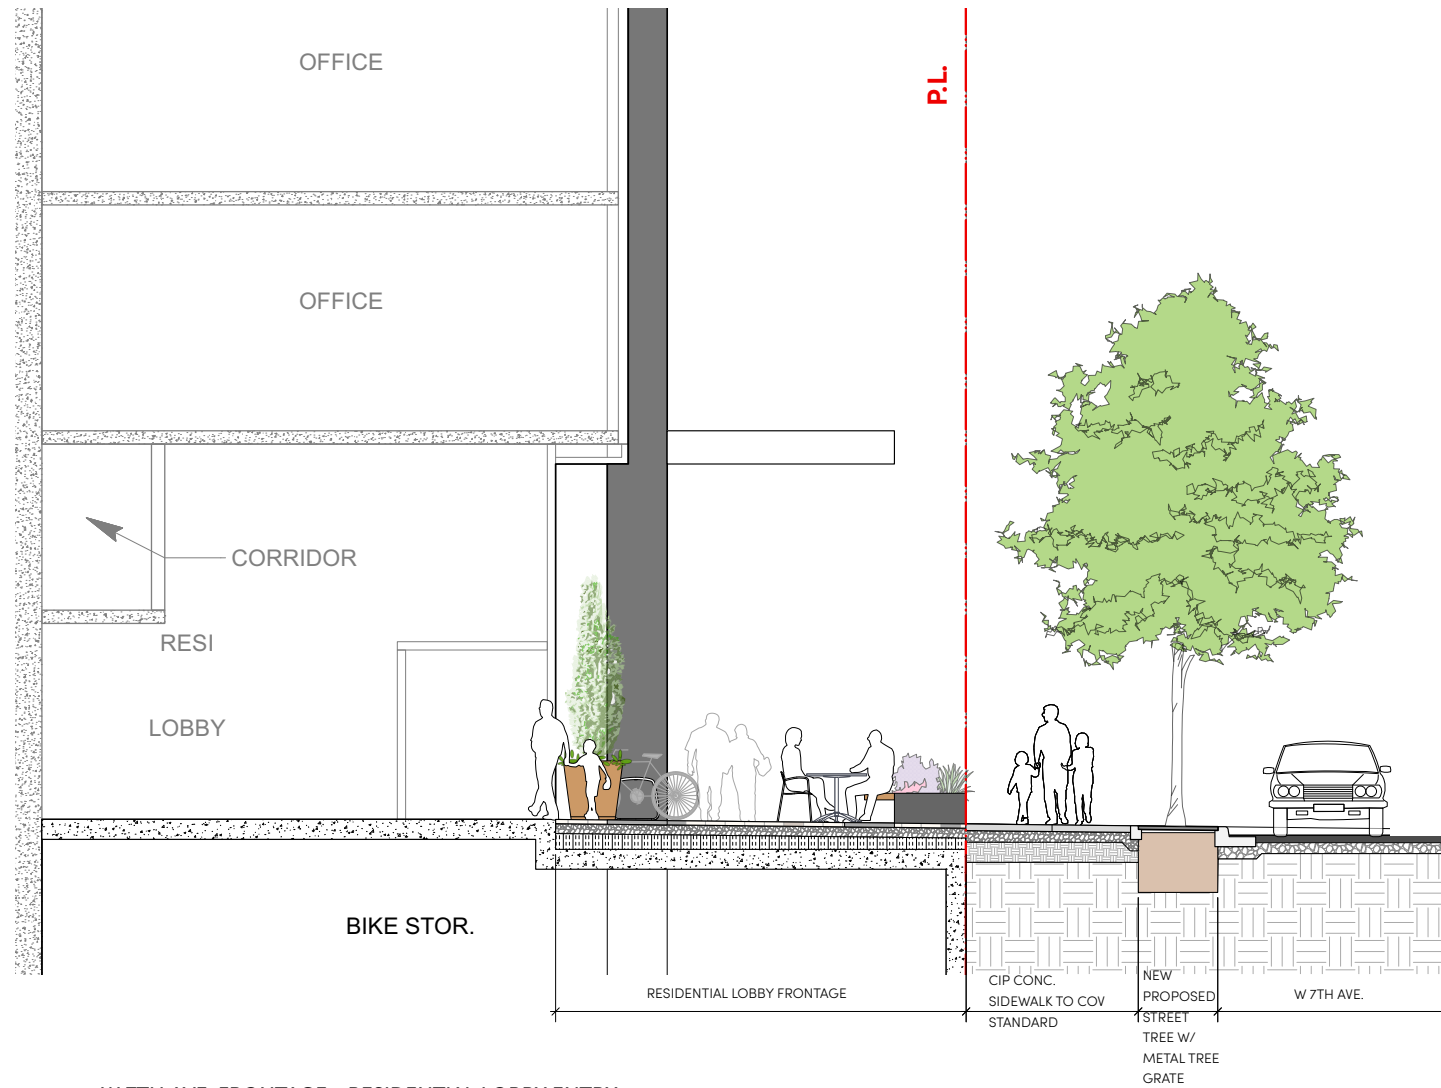 OFFICE
P.L.
OFFICE
CORRIDOR
RESI
LOBBY
BIKE STOR.
RESIDENTIAL LOBBY FRONTAGE
CIP CONC.
SIDEWALK TO COV
STANDARD
NEW
PROPOSED
STREET
TREE W/
METAL TREE
GRATE
W 7TH AVE.